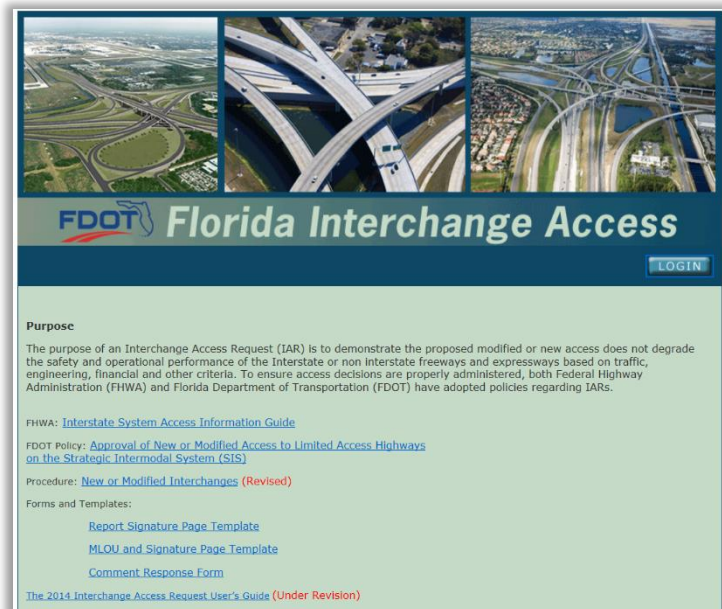 FDOT Florida Interchange Access
LOGIN
Purpose
The purpose of an Interchange Access Request (IAR) is to demonstrate the proposed modified or new access does not degrade
the safety and operational performance of the Interstate or non interstate freeways and expressways based on traffic,
engineering, financial and other criteria. To ensure access decisions are properly administered, both Federal Highway
Administration (FHWA) and Florida Department of Transportation (FDOT) have adopted policies regarding IARs.
FHWA: Interstate System Access Information Guide
FDOT Policy: Approval of New or Modified Access to Limited Access Highways
on the Strategic Intermodal System (SIS)
Procedure: New or Modified Interchanges (Revised)
Forms and Templates:
Report Signature Page Template
MLOU and Signature Page Template
Comment Response Form
The 2014 Interchange Access Request User's Guide (Under Revision)